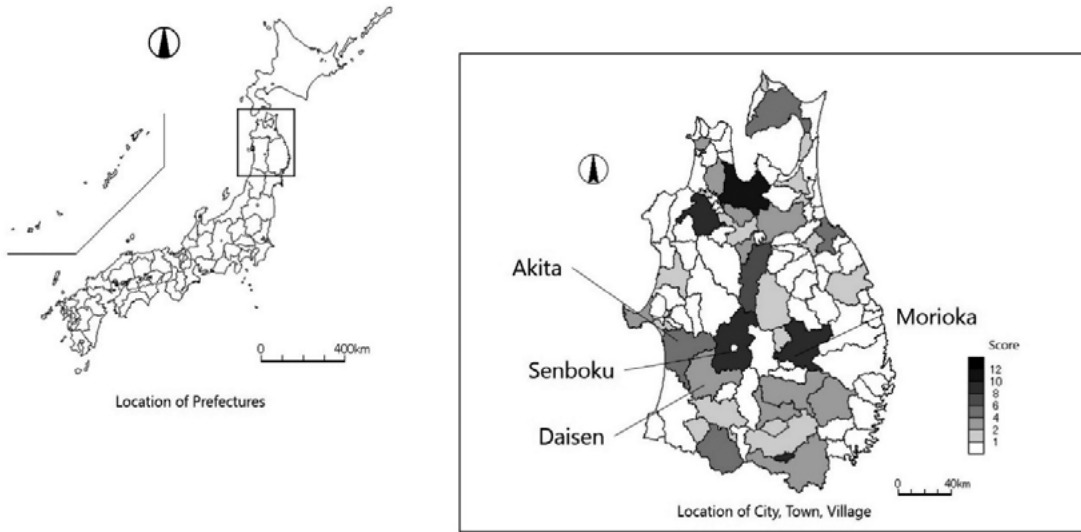 0 400km
Location of Prefectures
Akita
Senboku
Daisen
Morioka
Score
12
10
8
6
4
2
1
0 40km
Location of City, Town, Village